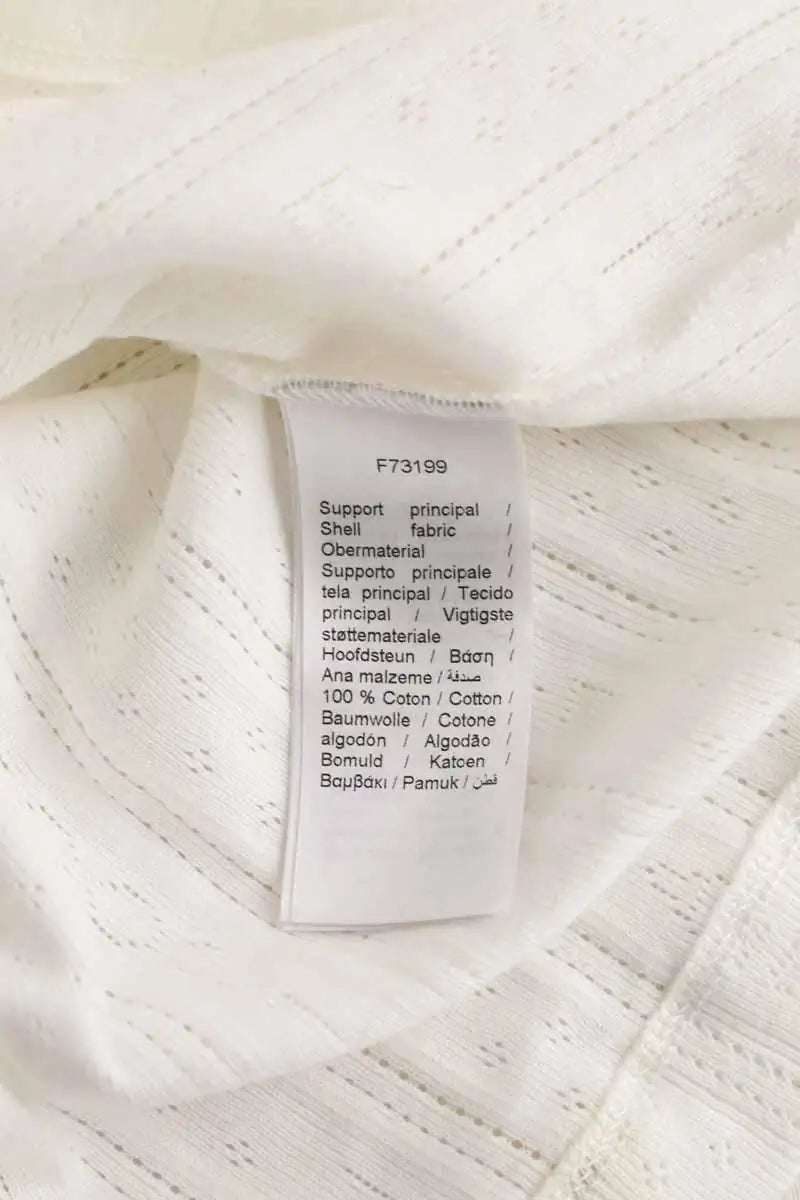 F73199
Support principal /
Shell fabric /
Obermaterial /
Supporto principale /
tela principal / Tecido
principal / Vigtigste
støttemateriale /
Hoofdsteun / Βάση /
Ana malzeme / صدفة
100 % Coton / Cotton /
Baumwolle / Cotone /
algodón / Algodão /
Bomuld / Katoen /
Βαμβάκι / Pamuk / قطن